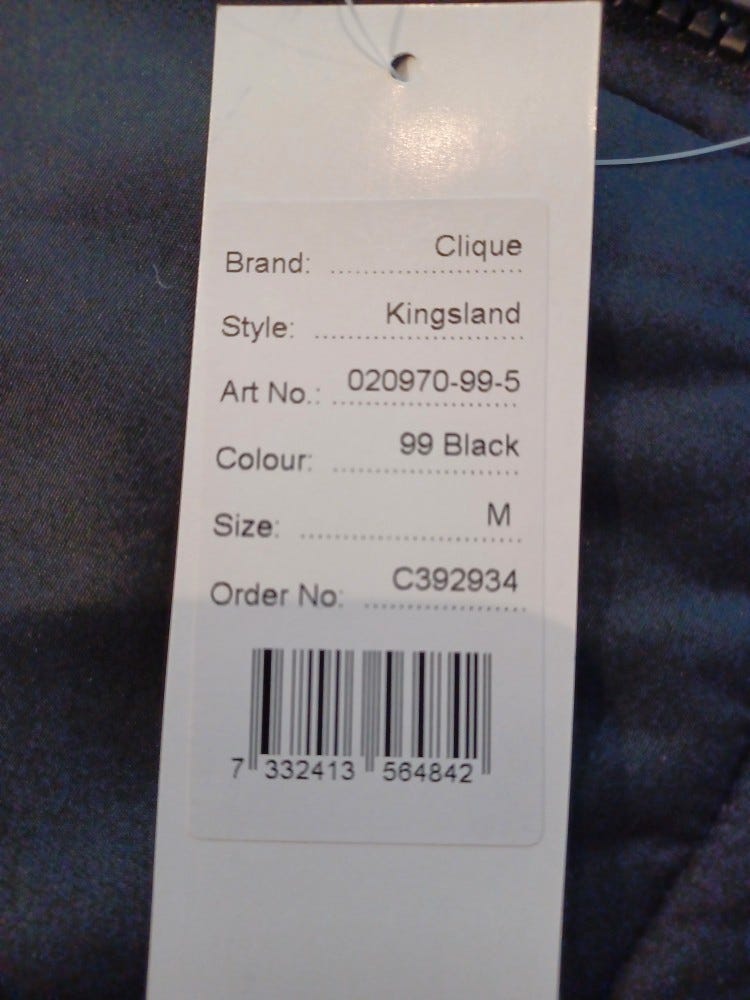 Brand: Clique
Style: Kingsland
Art No.: 020970-99-5
Colour: 99 Black
Size: M
Order No: C392934
7 332413 564842